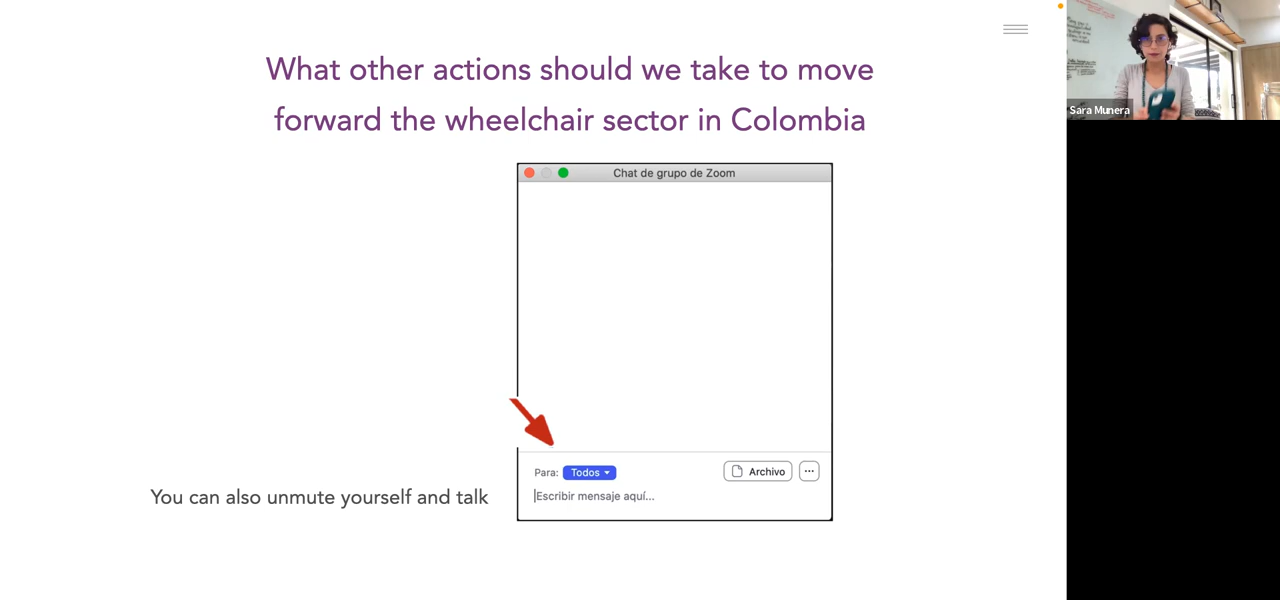 What other actions should we take to move
forward the wheelchair sector in Colombia
Chat de grupo de Zoom
Para: Todos
Archivo
Escribir mensaje aquí...
You can also unmute yourself and talk
Sara Munera